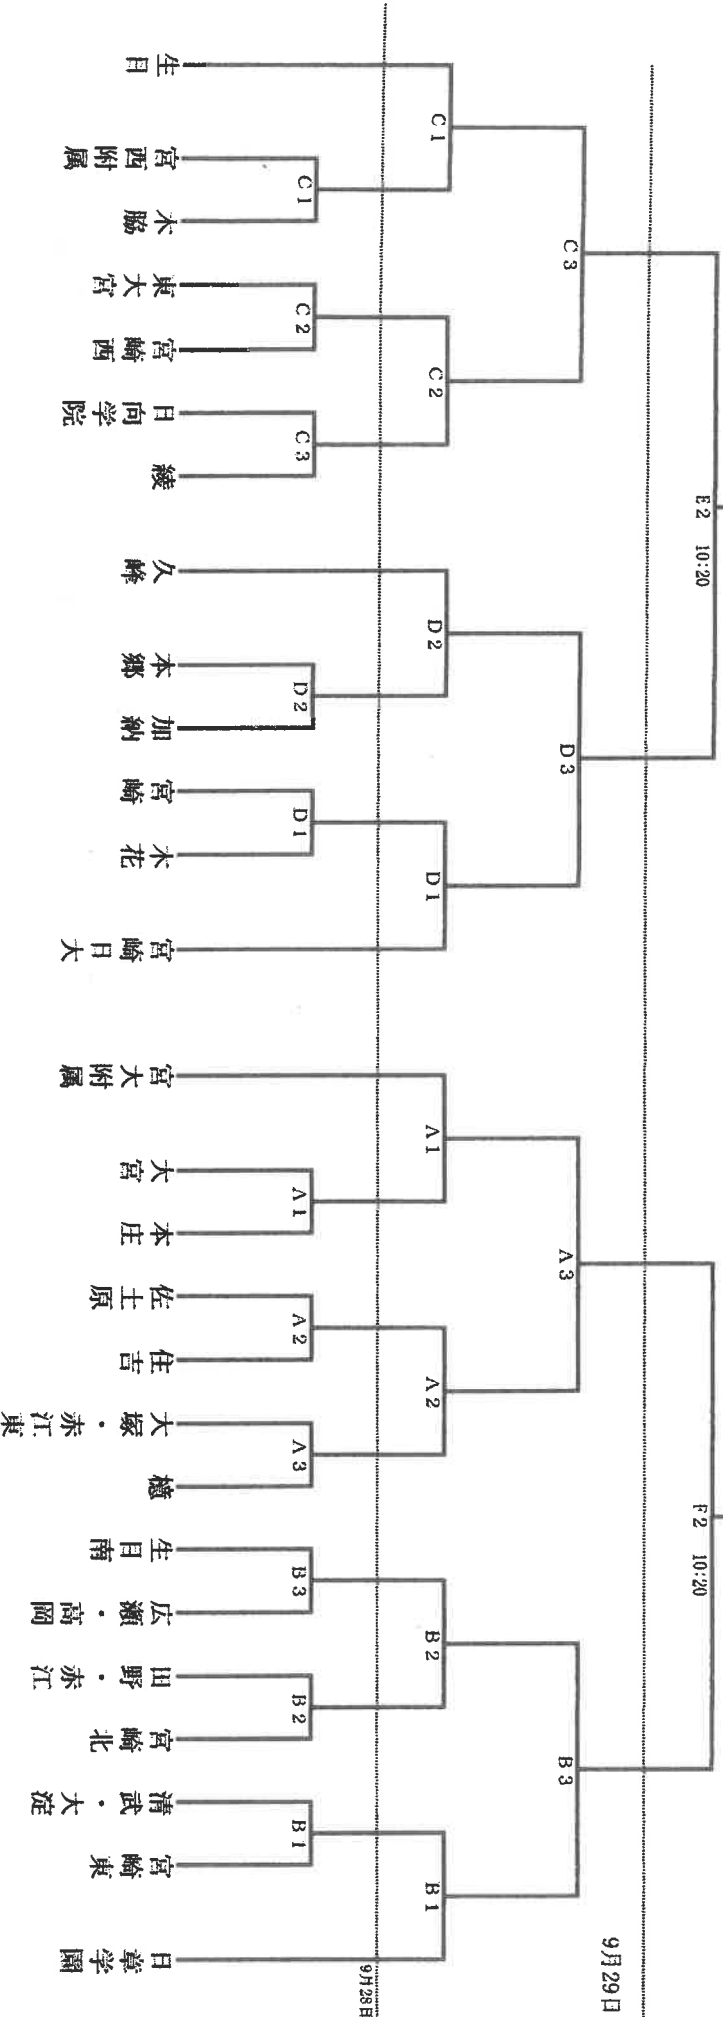 生目
宮西附属
木脇
東大宮
宮崎西
日向学院
綾
久峰
本郷
加納
宮崎
木花
宮崎日大
宮大附属
大宮
本庄
佐土原
住吉
大塚・赤江東
檍
生目南
広瀬・高岡
田野・赤江
宮崎北
清武・大淀
宮崎東
日章学園
C1
C2
C3
D2
D1
A1
A2
A3
B3
B2
B1
9月28日
C1
C2
D2
D1
A1
A2
B2
B1
C3
D3
A3
B3
9月29日
E2 10:20
F2 10:20